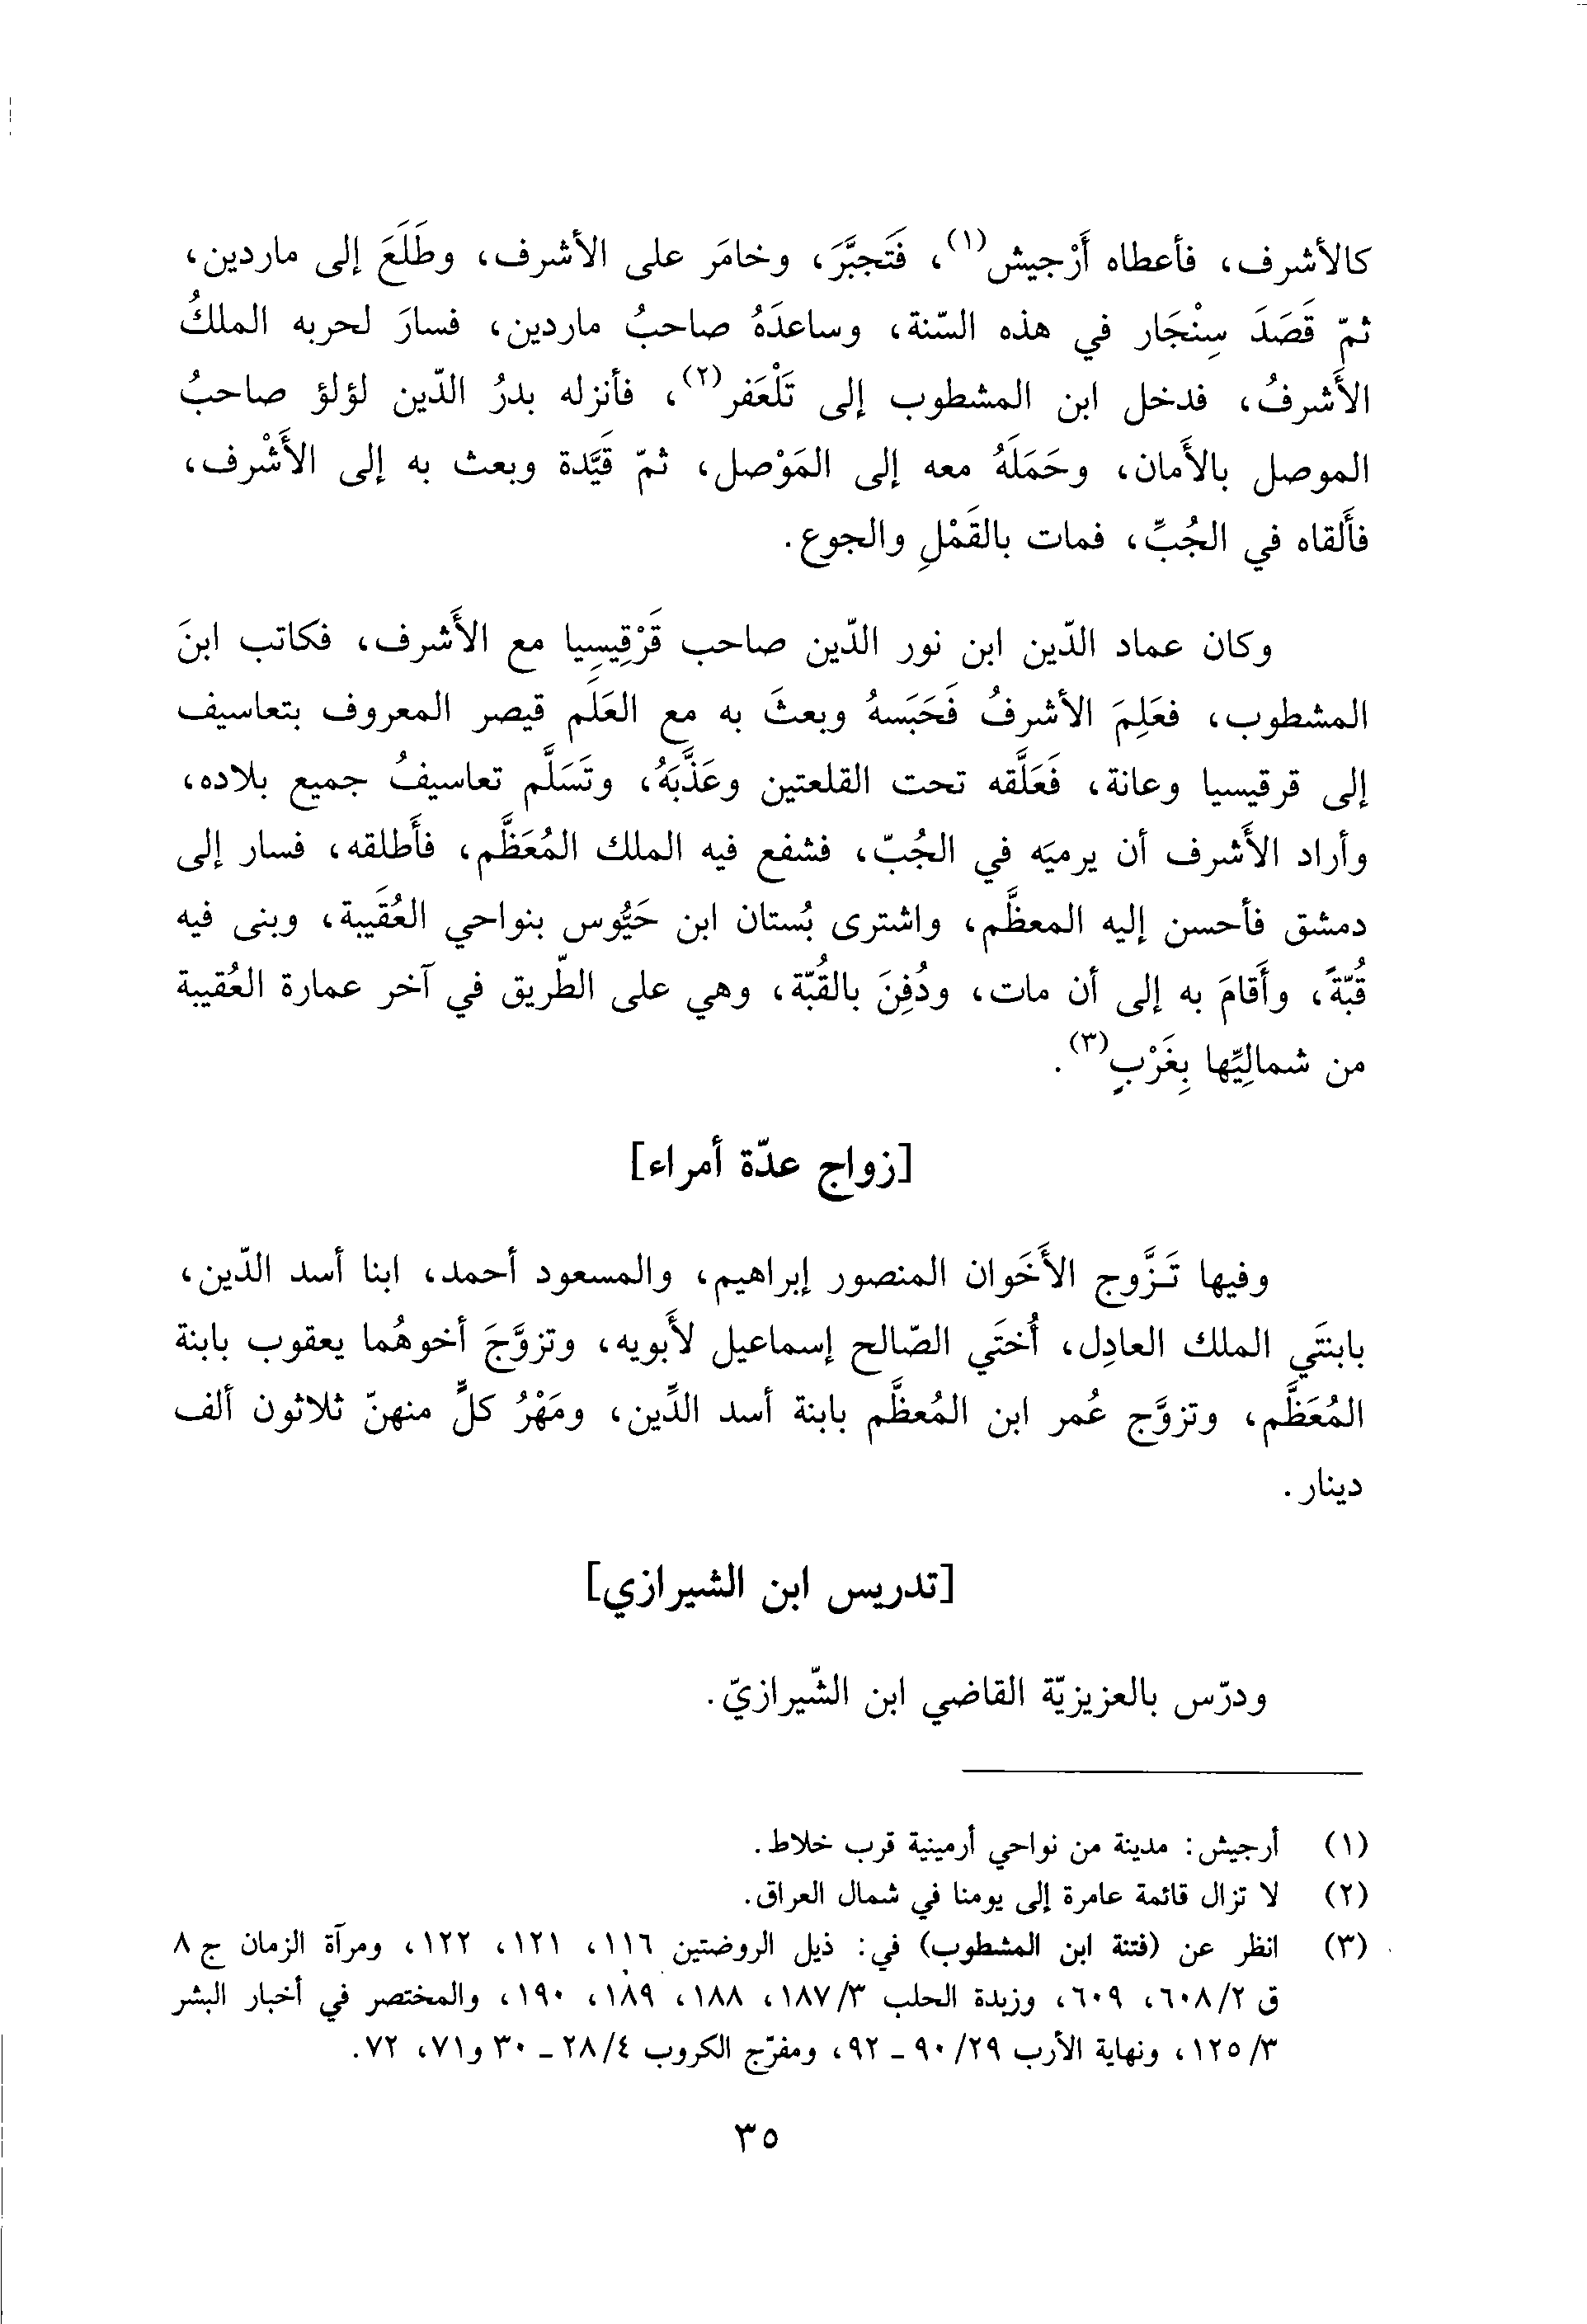 كالأشرف، فأعطاه أَرْجيش(١)، فَتَجبَّرَ، وخامَر على الأشرف، وطَلَعَ إلى ماردين،
ثمّ قَصَدَ سِنْجَار في هذه السّنة، وساعدَهُ صاحبُ ماردين، فسارَ لحربه الملكُ
الأَشرفُ، فدخل ابن المشطوب إلى تَلْعَفر(٢)، فأنزله بدرُ الدّين لؤلؤ صاحبُ
الموصل بالأَمان، وحَمَلَهُ معه إلى المَوْصل، ثمّ قَيَّدة وبعث به إلى الأَشْرف،
فأَلقاه في الجُبِّ، فمات بالقَمْلِ والجوع.
وكان عماد الدّين ابن نور الدّين صاحب قَرْقِيسِيا مع الأَشرف، فكاتب ابنَ
المشطوب، فعَلِمَ الأشرفُ فَحَبَسهُ وبعثَ به مع العَلَم قيصر المعروف بتعاسيف
إلى قرقيسيا وعانة، فَعَلَّقه تحت القلعتين وعَذَّبَهُ، وتَسَلَّم تعاسيفُ جميع بلاده،
وأراد الأَشرف أن يرميَه في الجُبّ، فشفع فيه الملك المُعَظَّم، فأَطلقه، فسار إلى
دمشق فأحسن إليه المعظَّم، واشترى بُستان ابن حَيُّوس بنواحي العُقَيبة، وبنى فيه
قُبّةً، وأَقامَ به إلى أن مات، ودُفِنَ بالقُبّة، وهي على الطّريق في آخر عمارة العُقيبة
من شمالِيِّها بِغَرْبٍ(٣).
[زواج عدّة أمراء]
وفيها تَـزَّوج الأَخَوان المنصور إبراهيم، والمسعود أحمد، ابنا أسد الدّين،
بابنتَي الملك العادِل، أُختَي الصّالح إسماعيل لأَبويه، وتزوَّجَ أخوهُما يعقوب بابنة
المُعَظَّم، وتزوَّج عُمر ابن المُعظَّم بابنة أسد الدِّين، ومَهْرُ كلٍّ منهنّ ثلاثون ألف
دينار.
[تدريس ابن الشيرازي]
ودرّس بالعزيزيّة القاضي ابن الشّيرازيّ.
(١) أرجيش: مدينة من نواحي أرمينية قرب خلاط.
(٢) لا تزال قائمة عامرة إلى يومنا في شمال العراق.
(٣) انظر عن (فتنة ابن المشطوب) في: ذيل الروضتين ١١٦، ١٢١، ١٢٢، ومرآة الزمان ج ٨
ق ٦٠٨/٢، ٦٠٩، وزبدة الحلب ١٨٧/٣، ١٨٨، ١٨٩، ١٩٠، والمختصر في أخبار البشر
١٢٥/٣، ونهاية الأرب ٩٠/٢٩ ـ ٩٢، ومفرّج الكروب ٢٨/٤ ـ ٣٠ و٧١، ٧٢.
٣٥